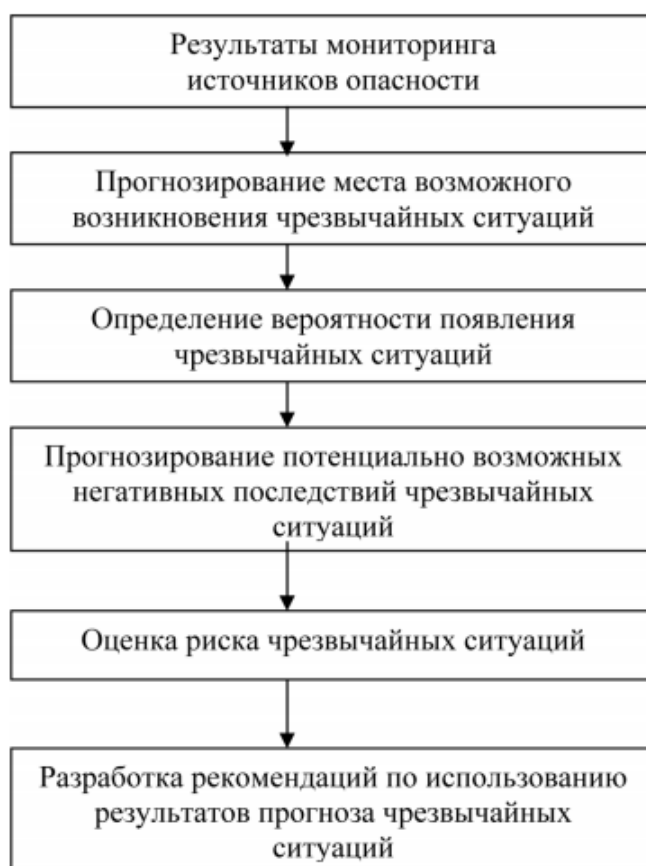 Результаты мониторинга
источников опасности
Прогнозирование места возможного
возникновения чрезвычайных ситуаций
Определение вероятности появления
чрезвычайных ситуаций
Прогнозирование потенциально возможных
негативных последствий чрезвычайных
ситуаций
Оценка риска чрезвычайных ситуаций
Разработка рекомендаций по использованию
результатов прогноза чрезвычайных
ситуаций